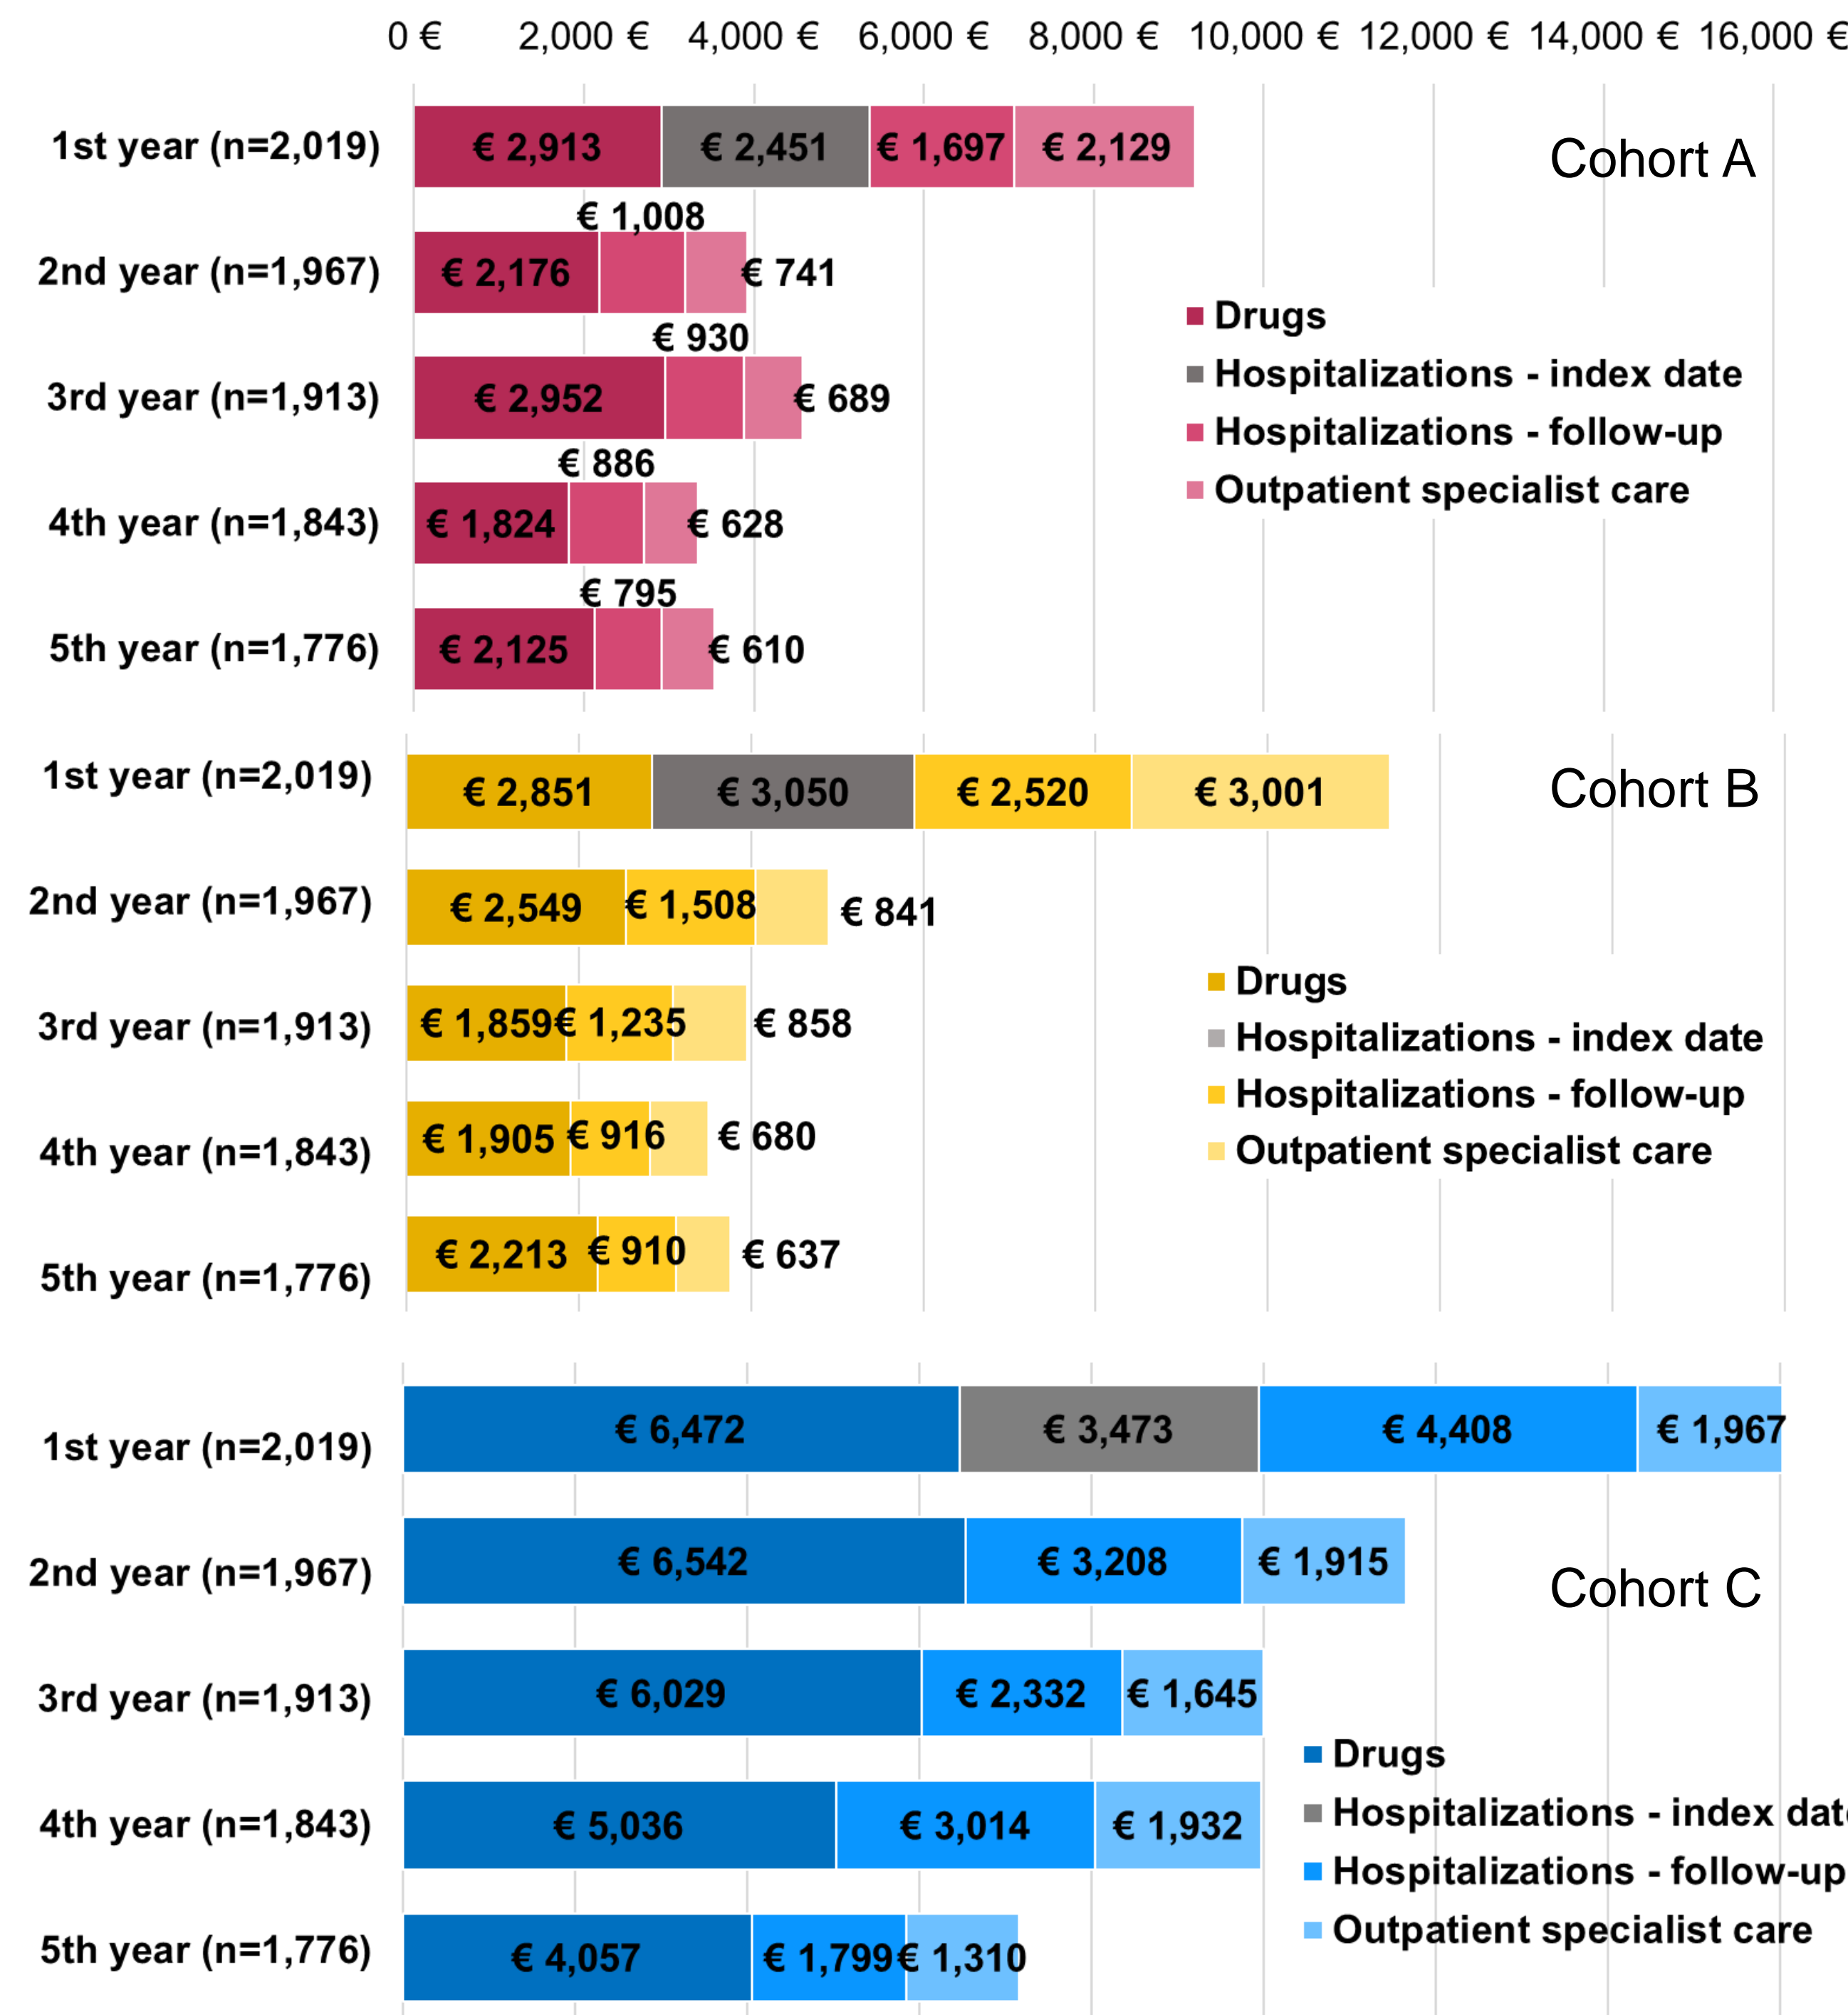 0 € 2,000 € 4,000 € 6,000 € 8,000 € 10,000 € 12,000 € 14,000 € 16,000 €
1st year (n=2,019) € 2,913 € 2,451 € 1,697 € 2,129 Cohort A
€ 1,008
2nd year (n=1,967) € 2,176 € 741
Drugs
€ 930
Hospitalizations - index date
3rd year (n=1,913) € 2,952 € 689
Hospitalizations - follow-up
€ 886
Outpatient specialist care
4th year (n=1,843) € 1,824 € 628
€ 795
5th year (n=1,776) € 2,125 € 610
1st year (n=2,019) € 2,851 € 3,050 € 2,520 € 3,001 Cohort B
2nd year (n=1,967) € 2,549 € 1,508 € 841
Drugs
3rd year (n=1,913) € 1,859 € 1,235 € 858
Hospitalizations - index date
Hospitalizations - follow-up
4th year (n=1,843) € 1,905 € 916 € 680
Outpatient specialist care
5th year (n=1,776) € 2,213 € 910 € 637
1st year (n=2,019) € 6,472 € 3,473 € 4,408 € 1,967
2nd year (n=1,967) € 6,542 € 3,208 € 1,915 Cohort C
3rd year (n=1,913) € 6,029 € 2,332 € 1,645
Drugs
Hospitalizations - index dat
4th year (n=1,843) € 5,036 € 3,014 € 1,932
Hospitalizations - follow-up
Outpatient specialist care
5th year (n=1,776) € 4,057 € 1,799 € 1,310